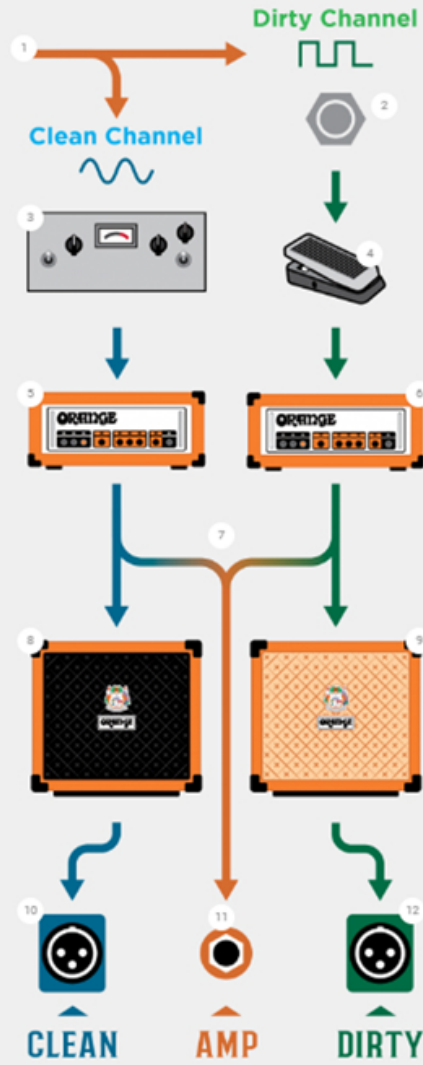 Dirty Channel
1
2
Clean Channel
3
4
5
6
ORANGE
ORANGE
7
8
9
ORANGE
ORANGE
10
11
12
CLEAN
AMP
DIRTY